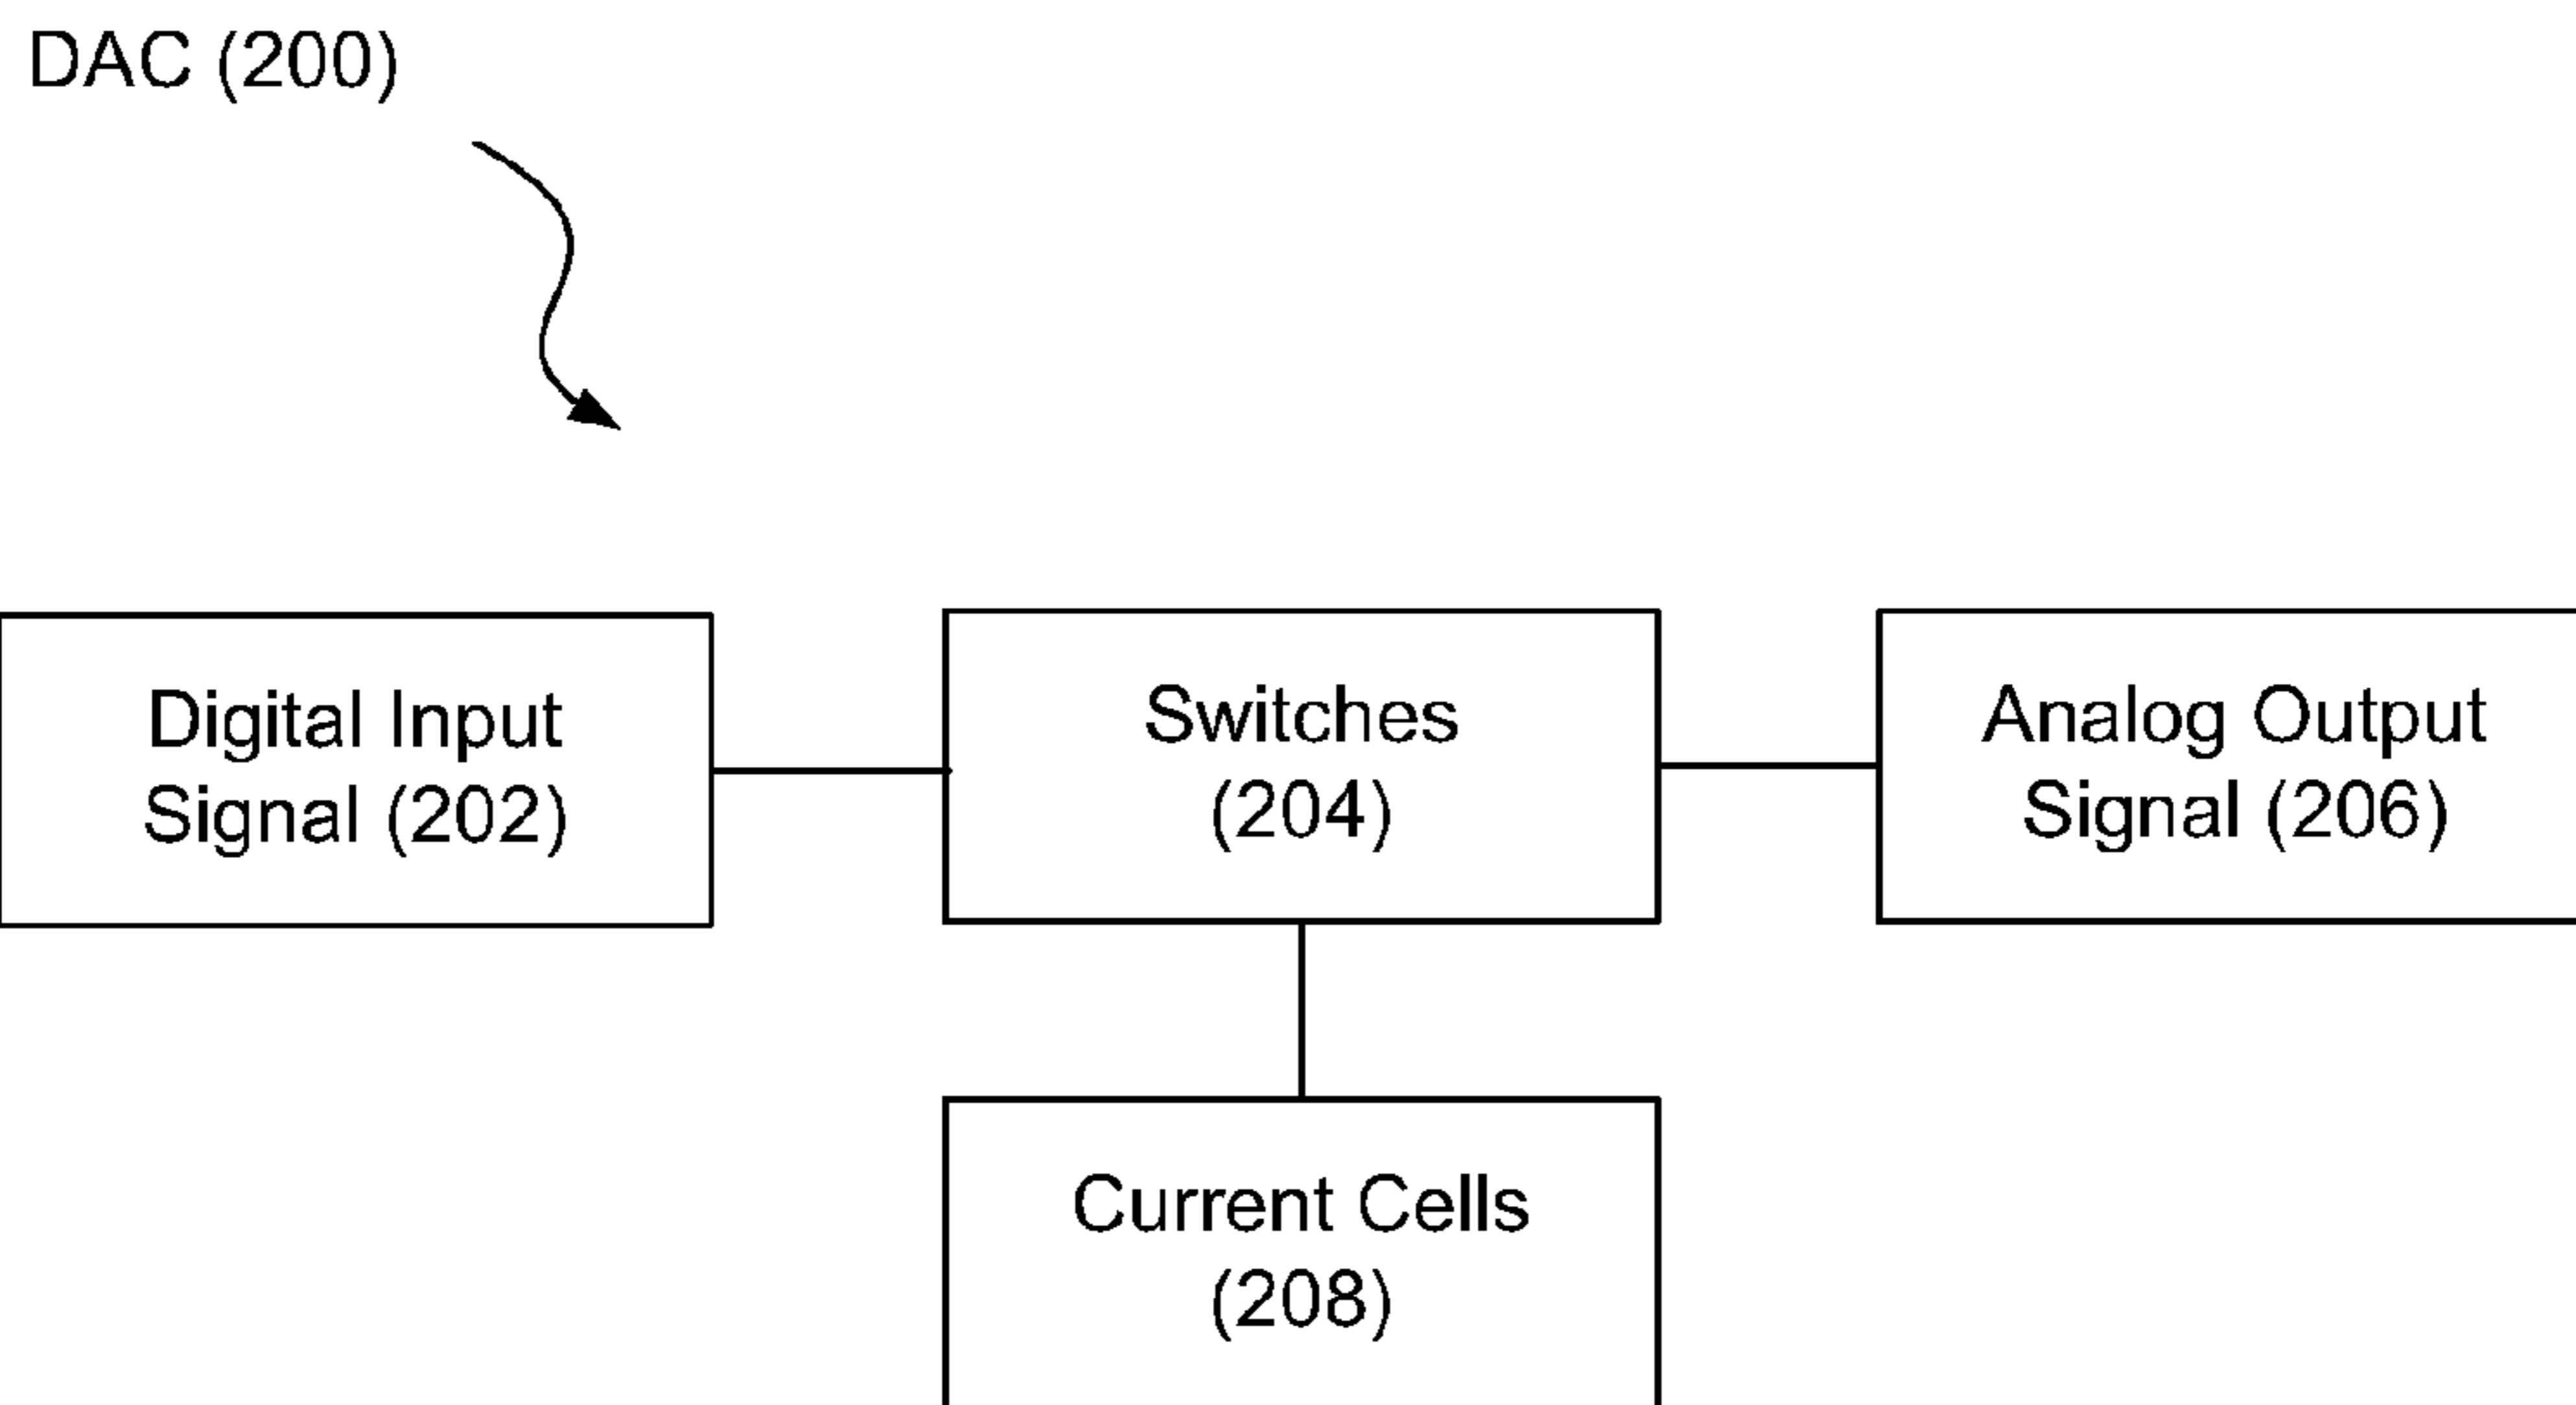 DAC (200)
Digital Input
Signal (202)
Switches
(204)
Analog Output
Signal (206)
Current Cells
(208)